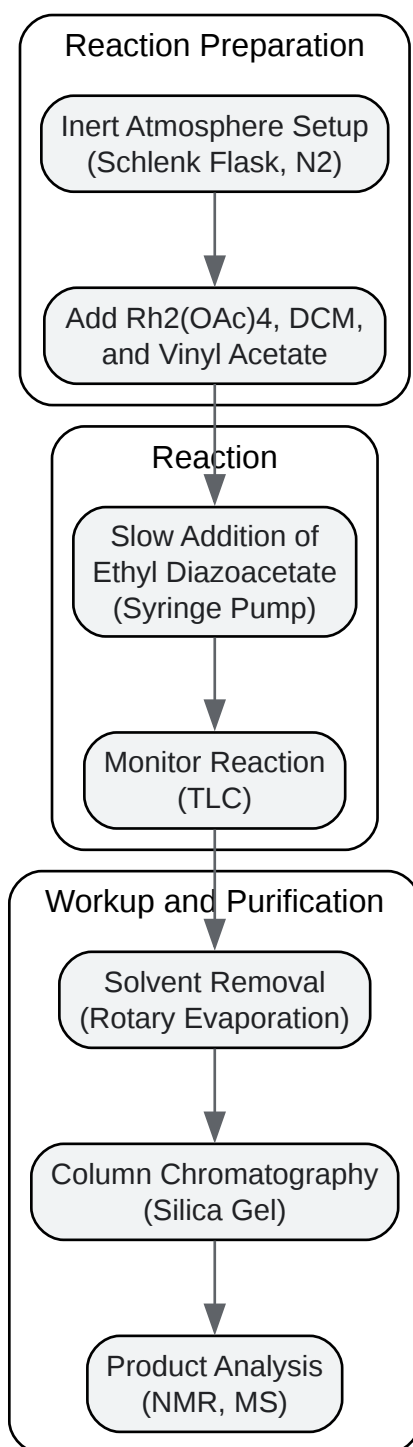 Reaction Preparation
Inert Atmosphere Setup
(Schlenk Flask, N2)
Add Rh2(OAc)4, DCM,
and Vinyl Acetate
Reaction
Slow Addition of
Ethyl Diazoacetate
(Syringe Pump)
Monitor Reaction
(TLC)
Workup and Purification
Solvent Removal
(Rotary Evaporation)
Column Chromatography
(Silica Gel)
Product Analysis
(NMR, MS)